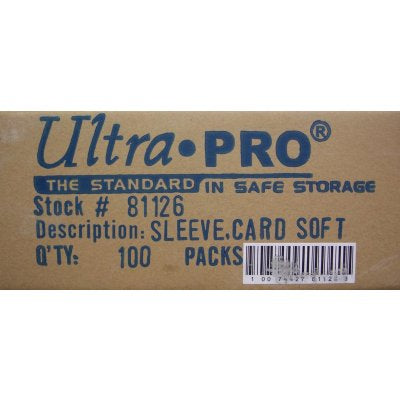 Ultra•PRO®
THE STANDARD IN SAFE STORAGE
Stock # 81126
Description: SLEEVE, CARD SOFT
Q'TY: 100 PACKS